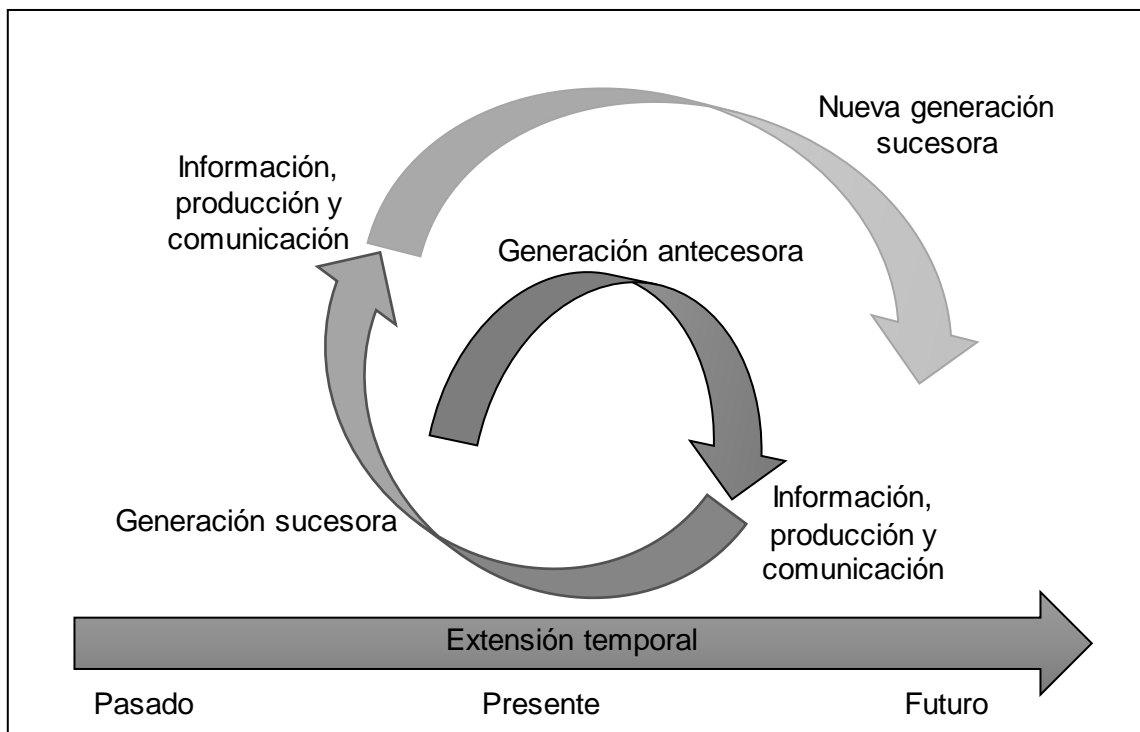 Nueva generación
sucesora
Información,
producción y
comunicación
Generación antecesora
Generación sucesora
Información,
producción y
comunicación
Extensión temporal
Pasado
Presente
Futuro